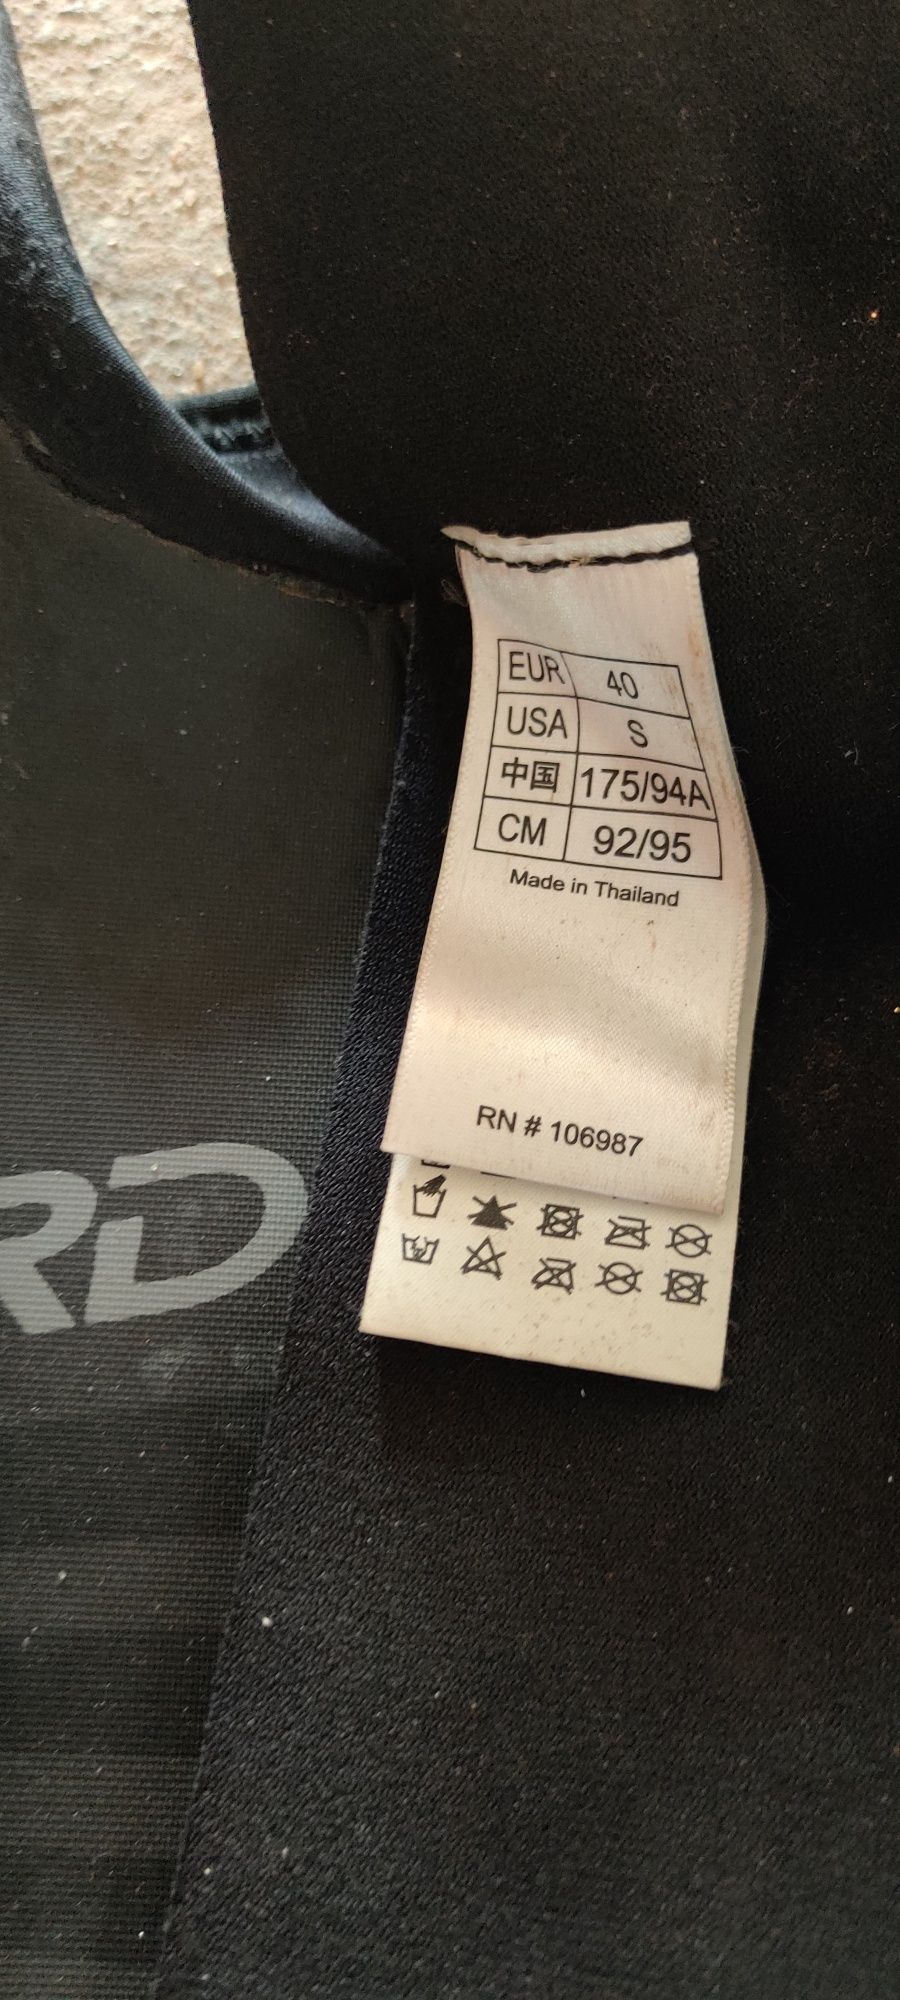 EUR 40
USA S
中国 175/94A
CM 92/95
Made in Thailand
RN # 106987
RD